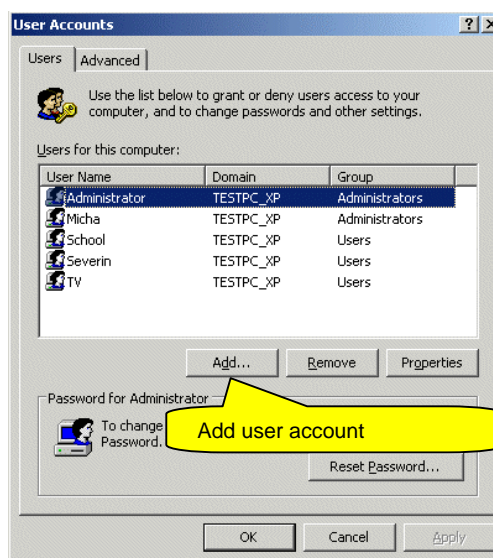 User Accounts
Users Advanced
Use the list below to grant or deny users access to your
computer, and to change passwords and other settings.
Users for this computer:
User Name Domain Group
Administrator TESTPC_XP Administrators
Micha TESTPC_XP Administrators
School TESTPC_XP Users
Severin TESTPC_XP Users
TV TESTPC_XP Users
Add... Remove Properties
Password for Administrator
To change
Password.
Add user account
Reset Password...
OK Cancel Apply